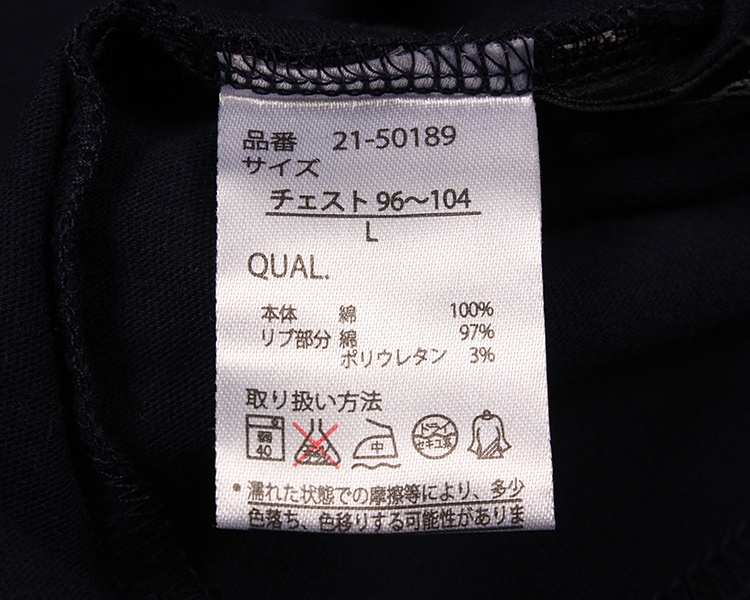 品番 21-50189
サイズ
チェスト 96～104
L
QUAL.
本体 綿 100%
リブ部分 綿 97%
ポリウレタン 3%
取り扱い方法
弱 40 中 ドライ セキユ系
・濡れた状態での摩擦等により、多少
色落ち、色移りする可能性がありま